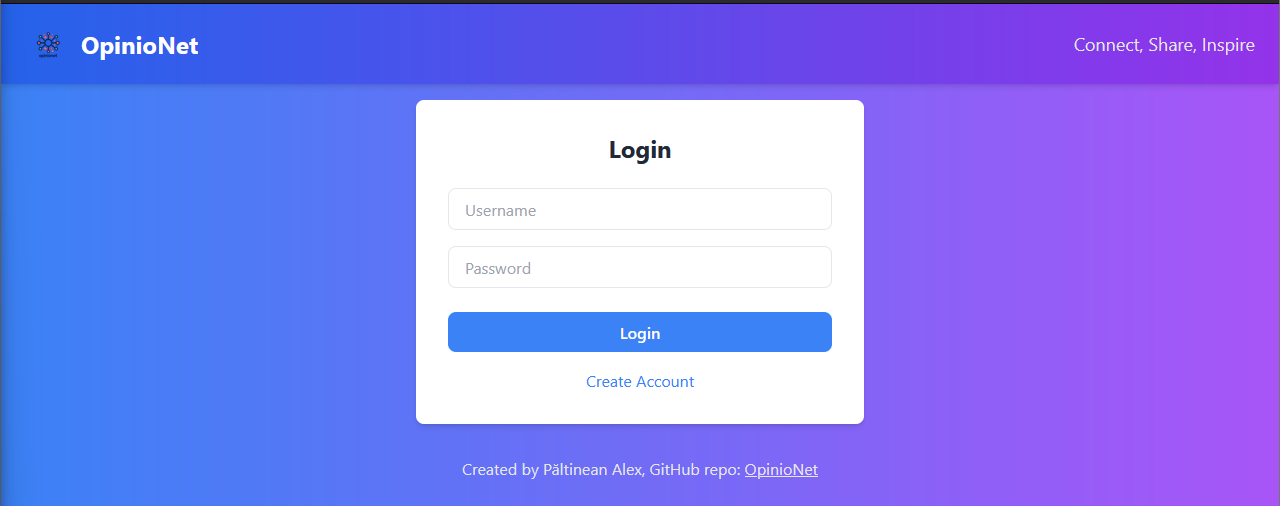 OpinioNet
Connect, Share, Inspire
Login
Username
Password
Login
Create Account
Created by Păltinean Alex, GitHub repo: OpinioNet